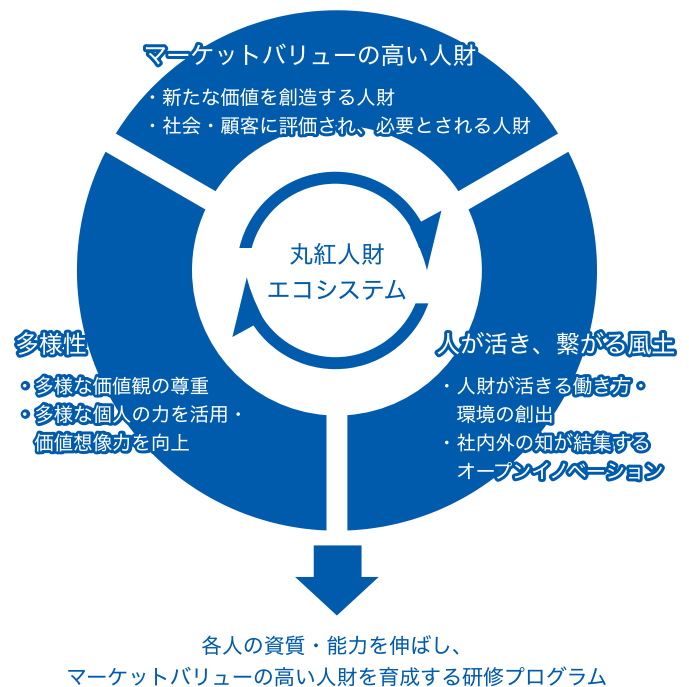 マーケットバリューの高い人財
・新たな価値を創造する人財
・社会・顧客に評価され、必要とされる人財
丸紅人財
エコシステム
多様性
・多様な価値観の尊重
・多様な個人の力を活用・
価値想像力を向上
人が活き、繋がる風土
・人財が活きる働き方・
環境の創出
・社内外の知が結集する
オープンイノベーション
各人の資質・能力を伸ばし、
マーケットバリューの高い人財を育成する研修プログラム